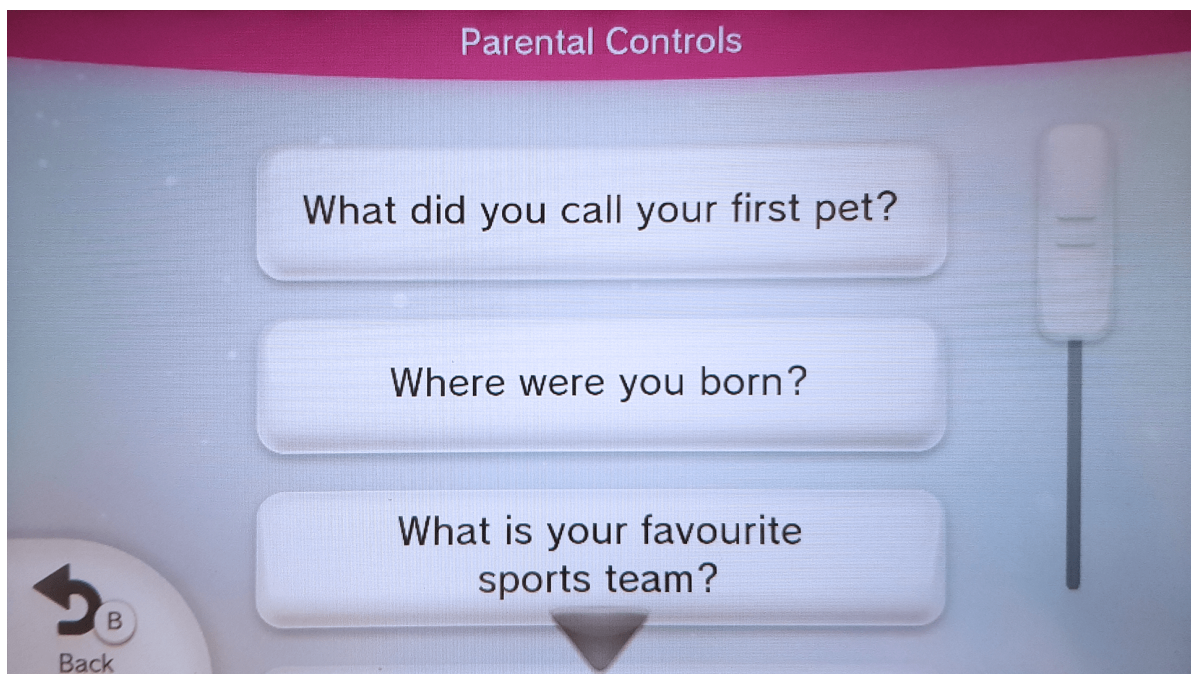 Parental Controls
What did you call your first pet?
Where were you born?
What is your favourite
sports team?
B
Back